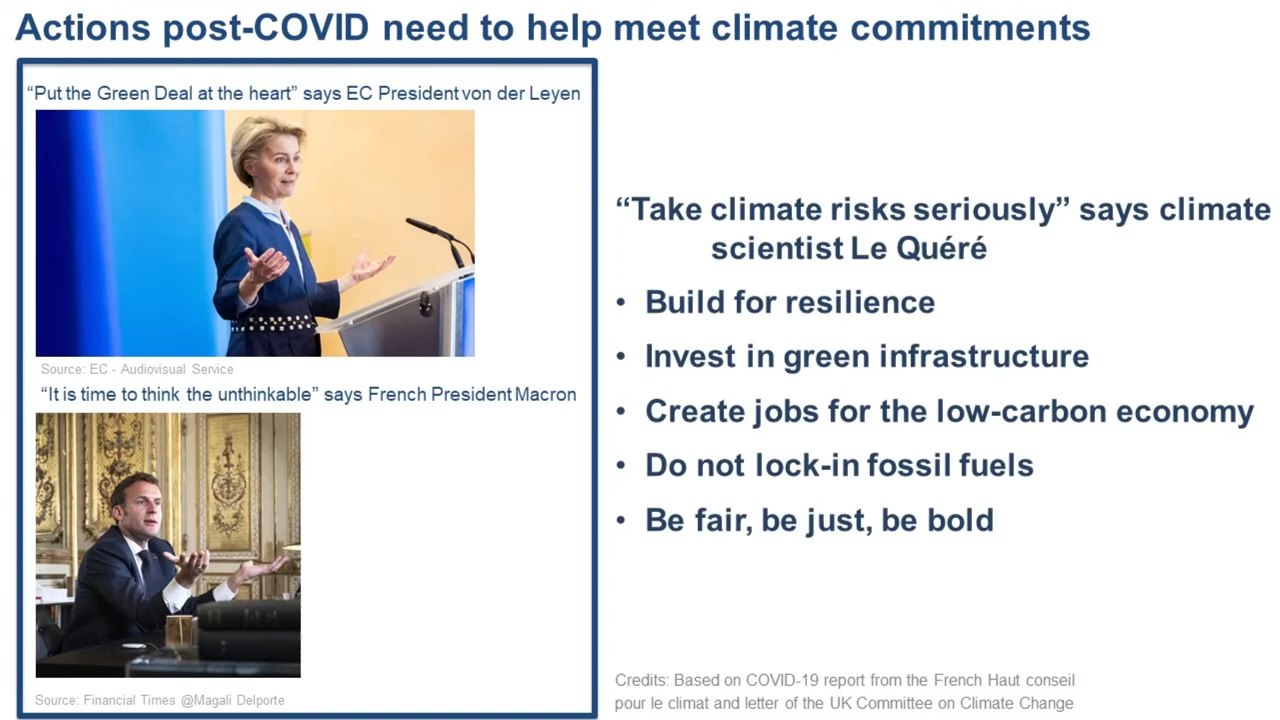 Actions post-COVID need to help meet climate commitments
“Put the Green Deal at the heart” says EC President von der Leyen
Source: EC - Audiovisual Service
“It is time to think the unthinkable” says French President Macron
Source: Financial Times @Magali Delporte
“Take climate risks seriously” says climate
scientist Le Quéré
• Build for resilience
• Invest in green infrastructure
• Create jobs for the low-carbon economy
• Do not lock-in fossil fuels
• Be fair, be just, be bold
Credits: Based on COVID-19 report from the French Haut conseil
pour le climat and letter of the UK Committee on Climate Change